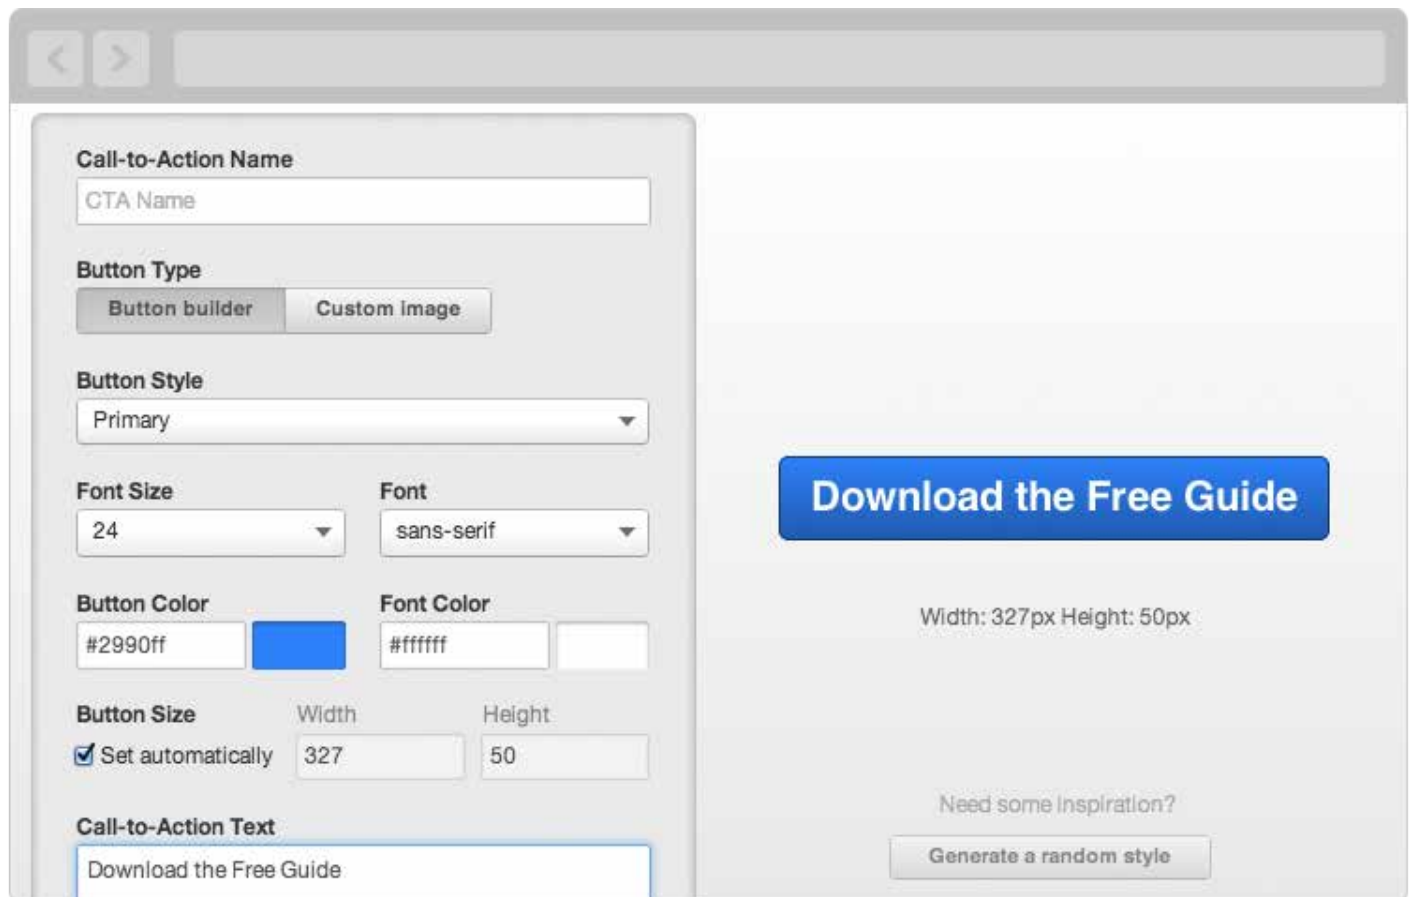 Call-to-Action Name
CTA Name
Button Type
Button builder Custom image
Button Style
Primary
Font Size Font
24 sans-serif
Button Color Font Color
#2990ff #ffffff
Button Size Width Height
Set automatically 327 50
Call-to-Action Text
Download the Free Guide
Download the Free Guide
Width: 327px Height: 50px
Need some inspiration?
Generate a random style